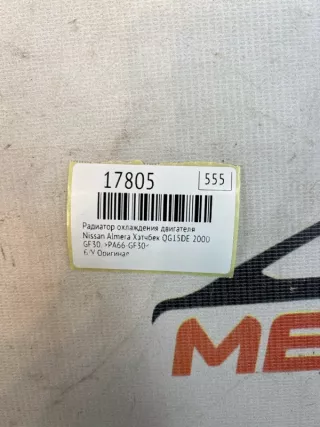 17805
555
Радиатор охлаждения двигателя
Nissan Almera Хэтчбек QG15DE 2000
GF30, >PA66-GF30<
Б/У Оригинал
ME